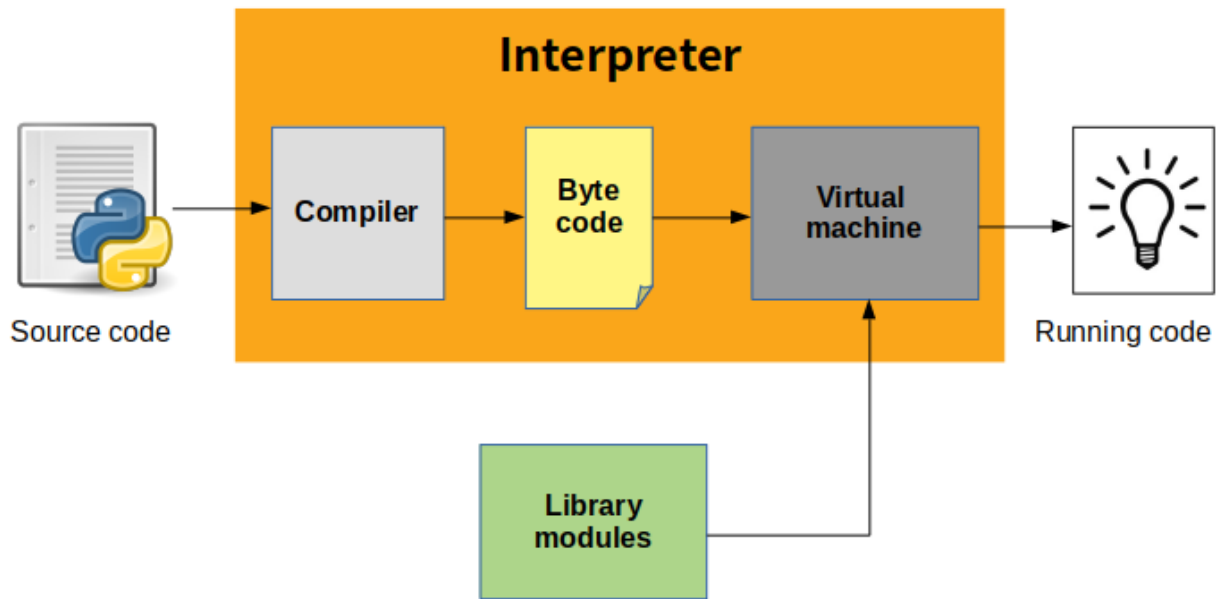 Interpreter
Compiler
Byte
code
Virtual
machine
Source code
Running code
Library
modules